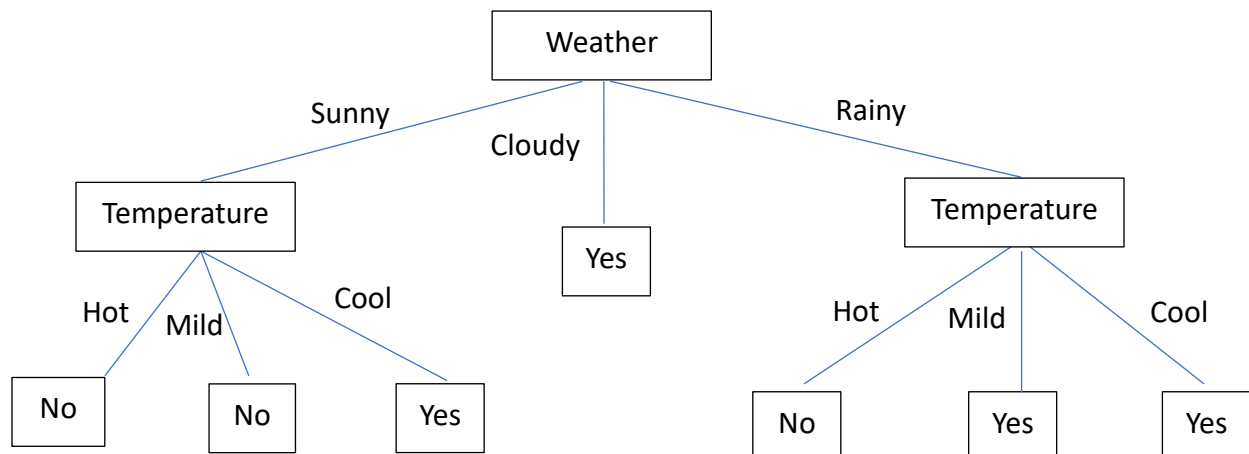 Weather
Sunny
Rainy
Cloudy
Temperature
Temperature
Yes
Hot
Mild
Cool
Hot
Mild
Cool
No
No
Yes
No
Yes
Yes